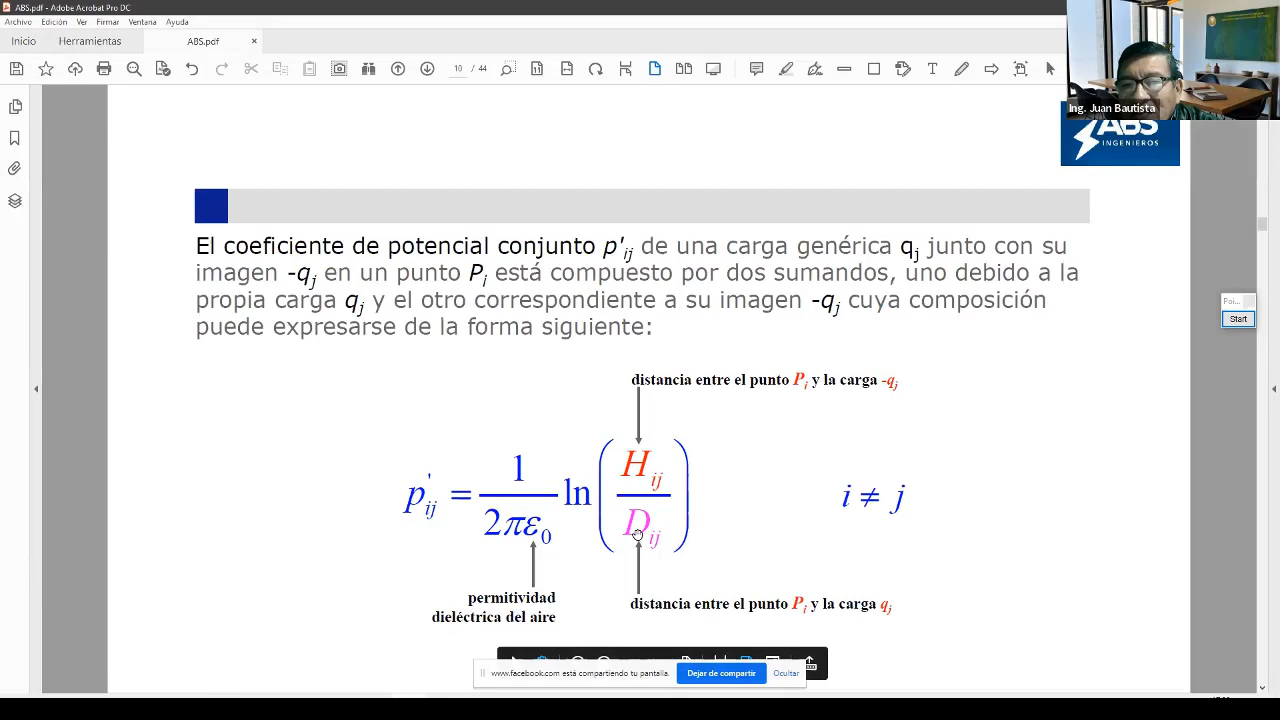 ABS.pdf - Adobe Acrobat Pro DC
Archivo Edición Ver Firmar Ventana Ayuda
Inicio Herramientas ABS.pdf ×
10 / 44
Ing. Juan Bautista
ABS
INGENIEROS
El coeficiente de potencial conjunto p'ij de una carga genérica qj junto con su
imagen -qj en un punto Pi está compuesto por dos sumandos, uno debido a la
propia carga qj y el otro correspondiente a su imagen -qj cuya composición
puede expresarse de la forma siguiente:
Poi...
Start
distancia entre el punto Pi y la carga -qj
p'ij = 1 / 2πε0 ln ( Hij / Dij ) i ≠ j
permitividad
dieléctrica del aire
distancia entre el punto Pi y la carga qj
www.facebook.com está compartiendo tu pantalla. Dejar de compartir Ocultar